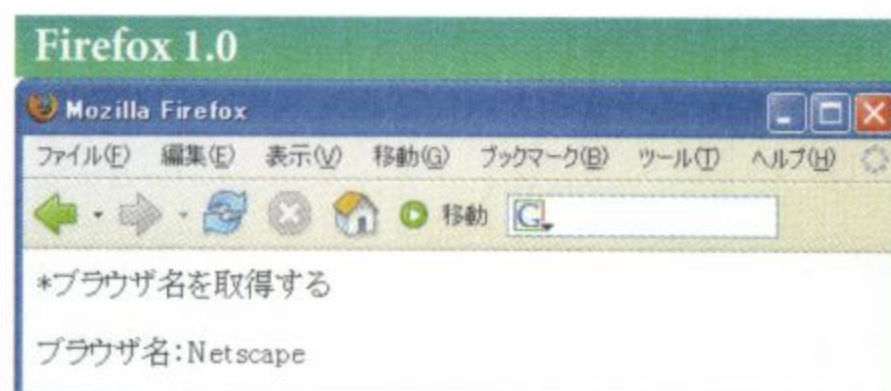 Firefox 1.0
Mozilla Firefox
ファイル(F) 編集(E) 表示(V) 移動(G) ブックマーク(B) ツール(T) ヘルプ(H)
移動 G
*ブラウザ名を取得する
ブラウザ名:Netscape